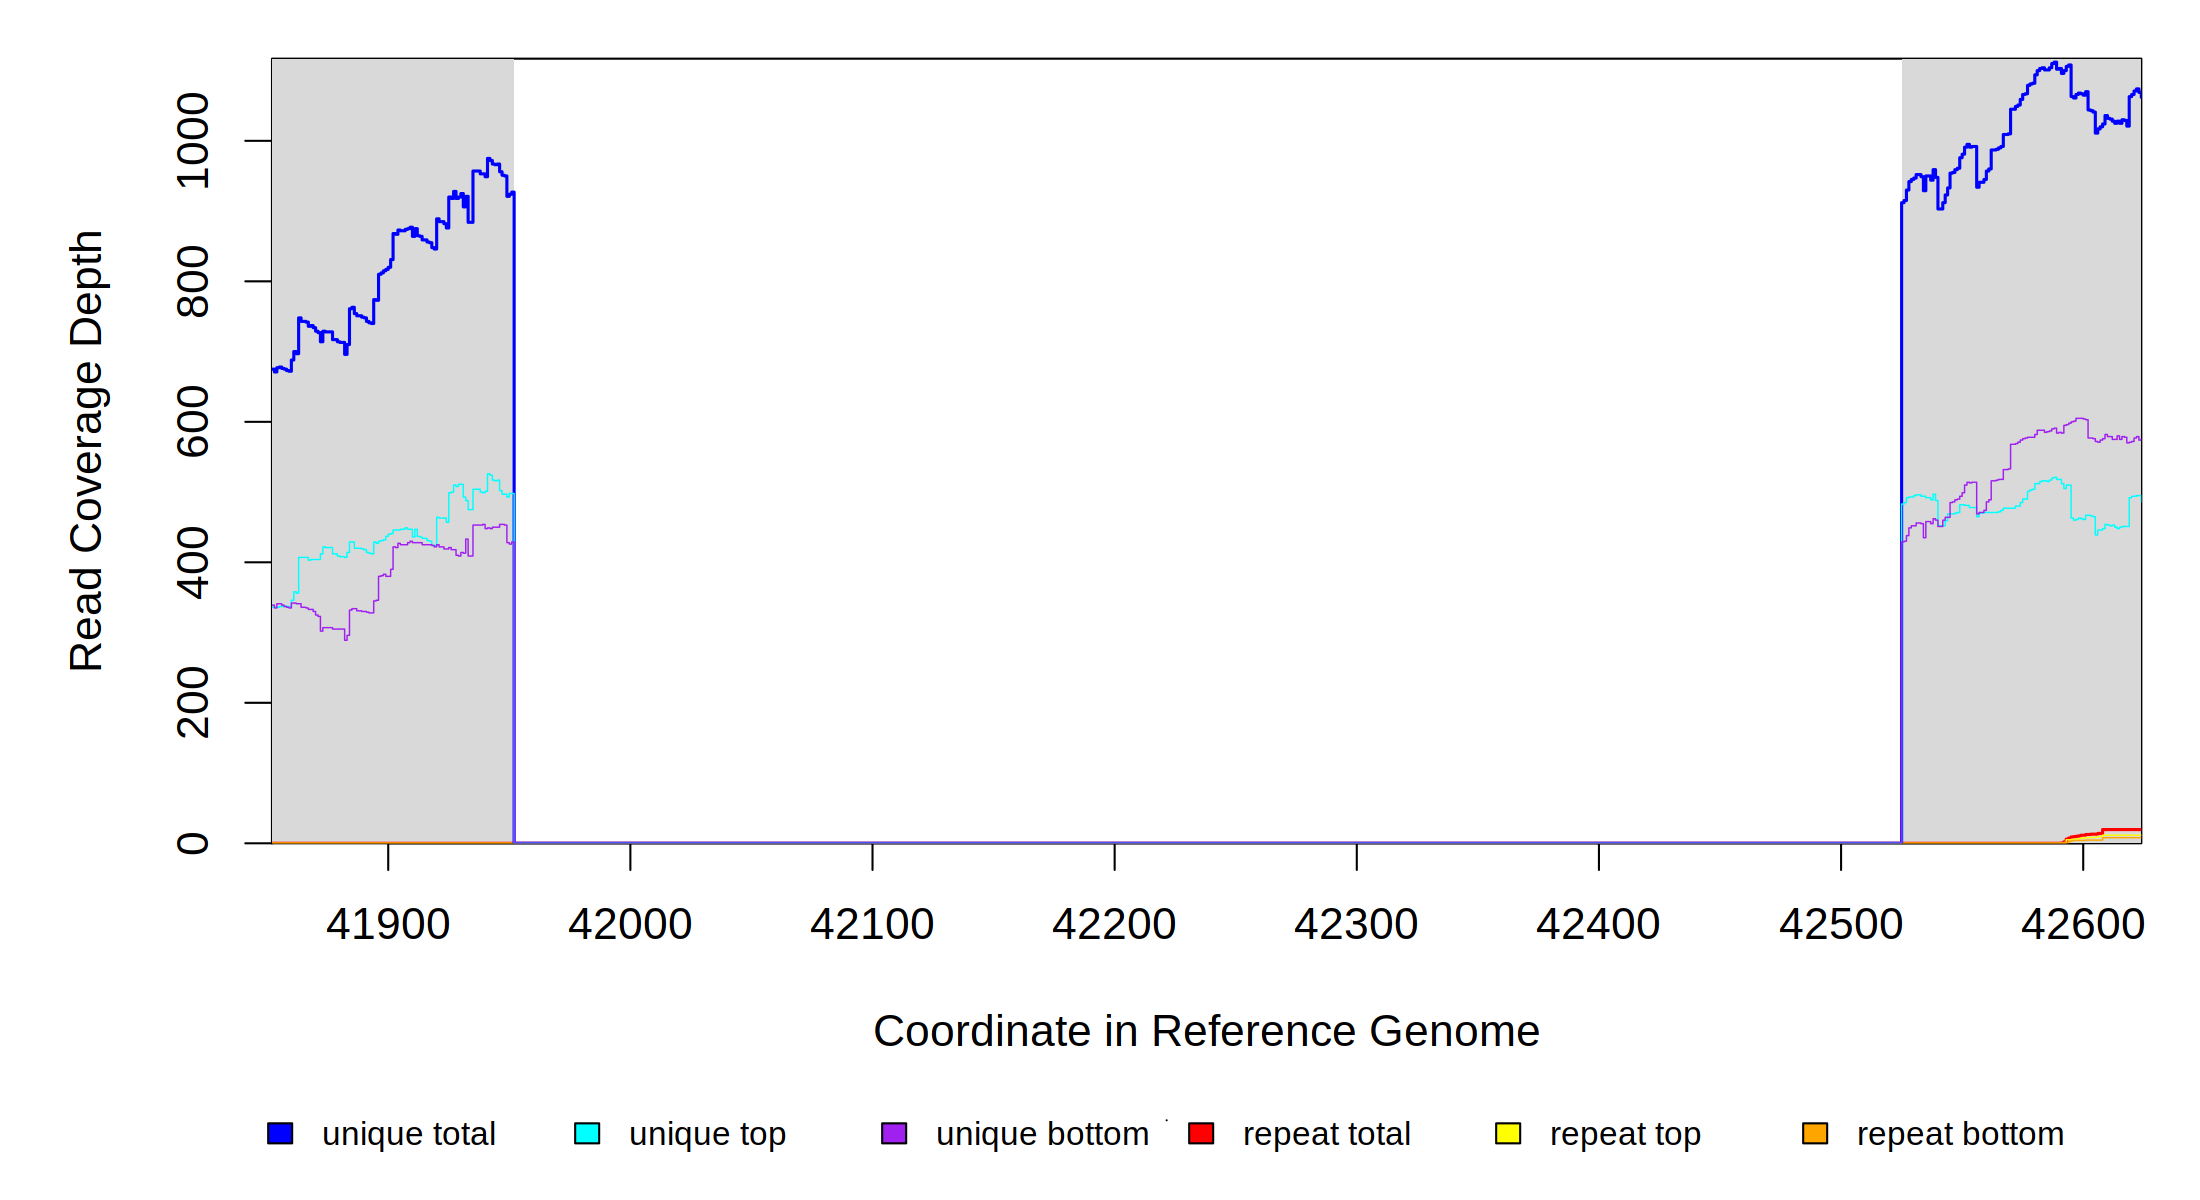 Read Coverage Depth
1000
800
600
400
200
0
41900 42000 42100 42200 42300 42400 42500 42600
Coordinate in Reference Genome
unique total unique top unique bottom repeat total repeat top repeat bottom